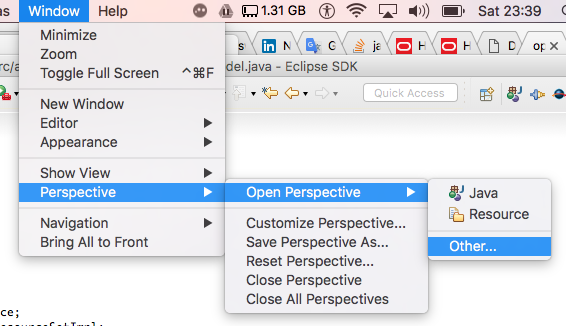 as Window Help 1.31 GB Sat 23:39
N ja H H D op
rc/a del.java - Eclipse SDK
Quick Access
Minimize
Zoom
Toggle Full Screen ^⌘F
New Window
Editor
Appearance
Show View
Perspective
Navigation
Bring All to Front
Open Perspective
Customize Perspective...
Save Perspective As...
Reset Perspective...
Close Perspective
Close All Perspectives
Java
Resource
Other...
ce;